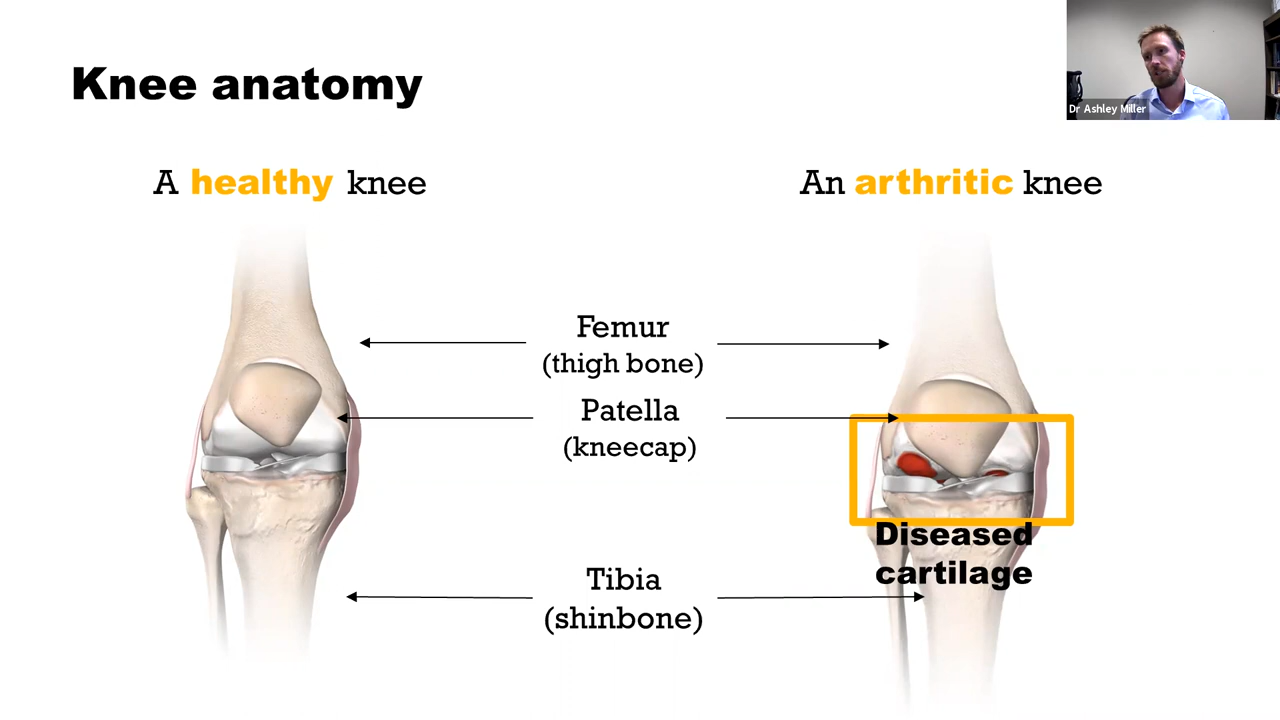 Knee anatomy
Dr Ashley Miller
A healthy knee
An arthritic knee
Femur
(thigh bone)
Patella
(kneecap)
Diseased
cartilage
Tibia
(shinbone)